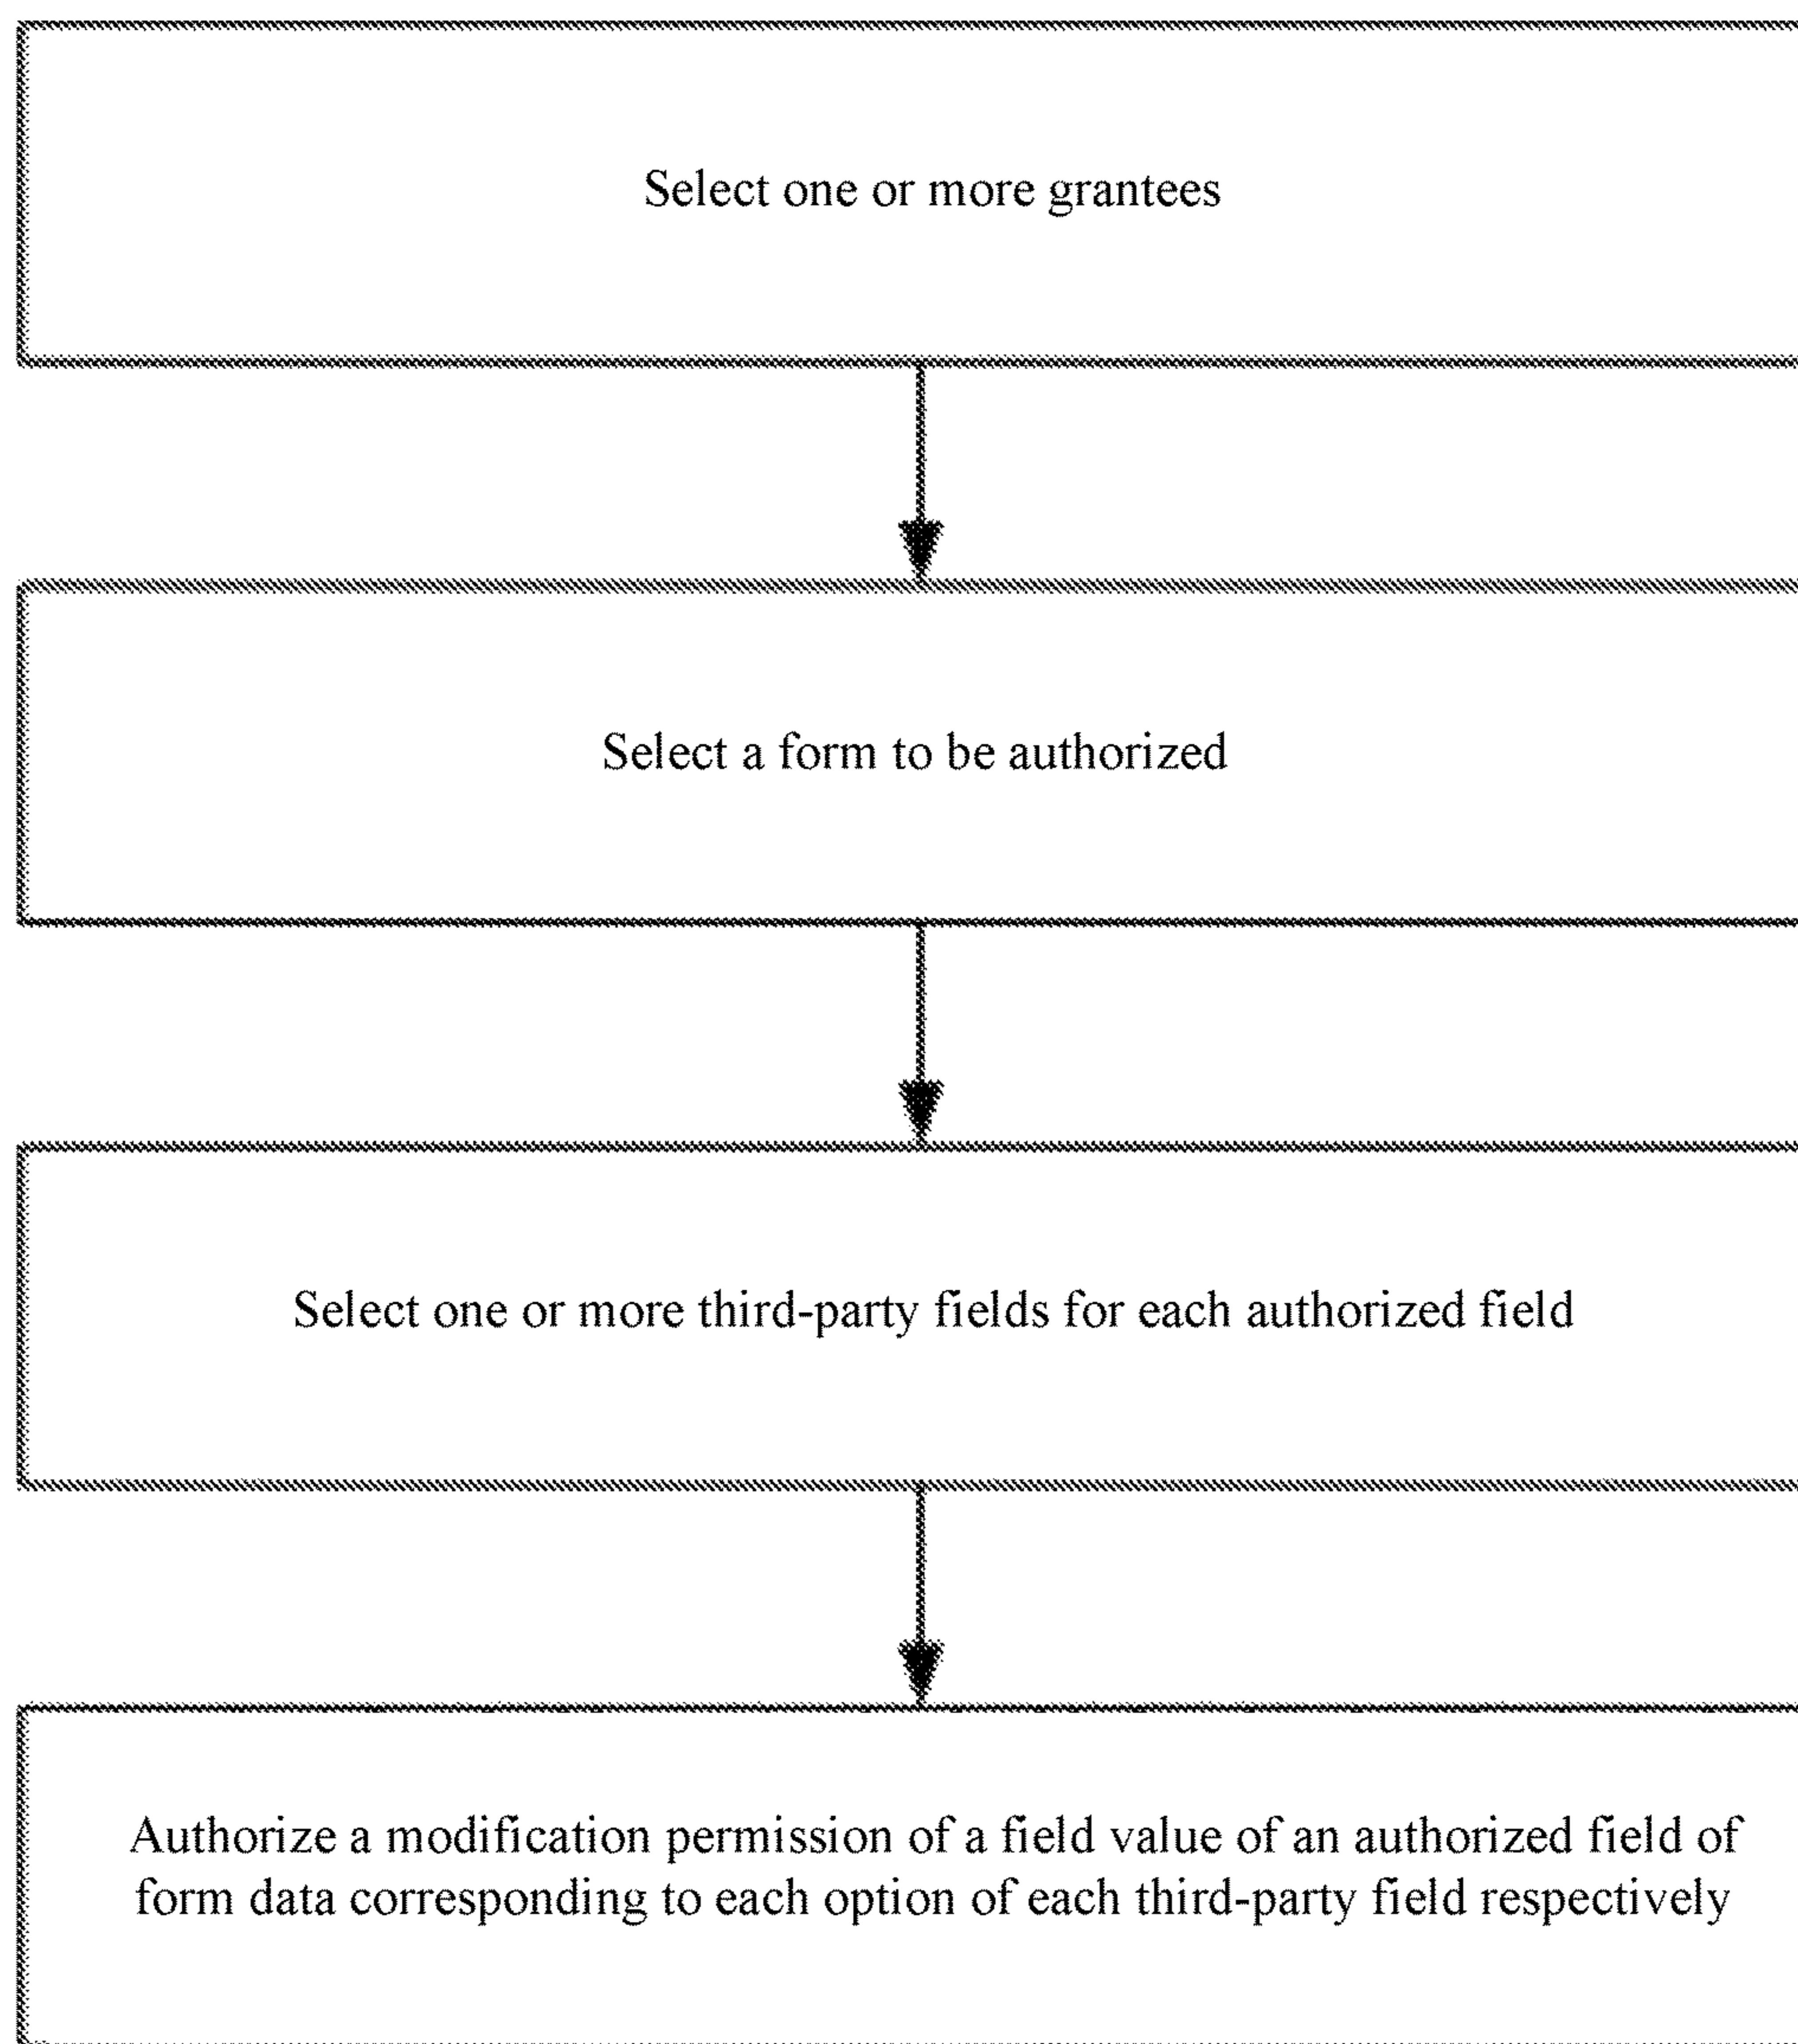 Select one or more grantees
Select a form to be authorized
Select one or more third-party fields for each authorized field
Authorize a modification permission of a field value of an authorized field of
form data corresponding to each option of each third-party field respectively